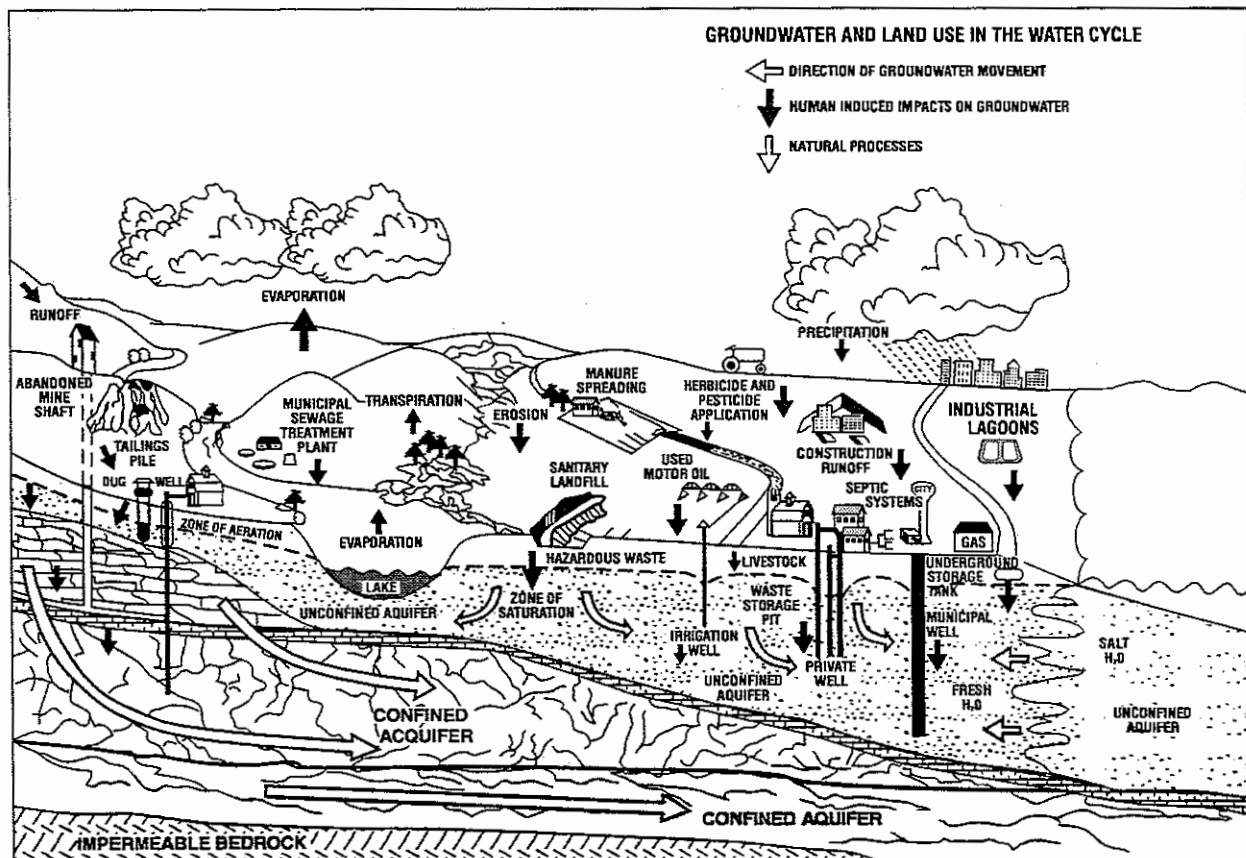 GROUNDWATER AND LAND USE IN THE WATER CYCLE
DIRECTION OF GROUNDWATER MOVEMENT
HUMAN INDUCED IMPACTS ON GROUNDWATER
NATURAL PROCESSES
EVAPORATION
RUNOFF
PRECIPITATION
ABANDONED
MINE
SHAFT
TAILINGS
PILE
MUNICIPAL
SEWAGE
TREATMENT
PLANT
TRANSPIRATION
EROSION
MANURE
SPREADING
HERBICIDE AND
PESTICIDE
APPLICATION
INDUSTRIAL
LAGOONS
CONSTRUCTION
RUNOFF
SANITARY
LANDFILL
USED
MOTOR OIL
SEPTIC
SYSTEMS
CITY
DUG WELL
ZONE OF AERATION
EVAPORATION
HAZARDOUS WASTE
LIVESTOCK
GAS
UNDERGROUND
STORAGE
TANK
LAKE
UNCONFINED AQUIFER
ZONE OF
SATURATION
WASTE
STORAGE
PIT
MUNICIPAL
WELL
IRRIGATION
WELL
PRIVATE
WELL
UNCONFINED
AQUIFER
SALT
H₂O
FRESH
H₂O
UNCONFINED
AQUIFER
CONFINED
ACQUIFER
CONFINED AQUIFER
IMPERMEABLE BEDROCK